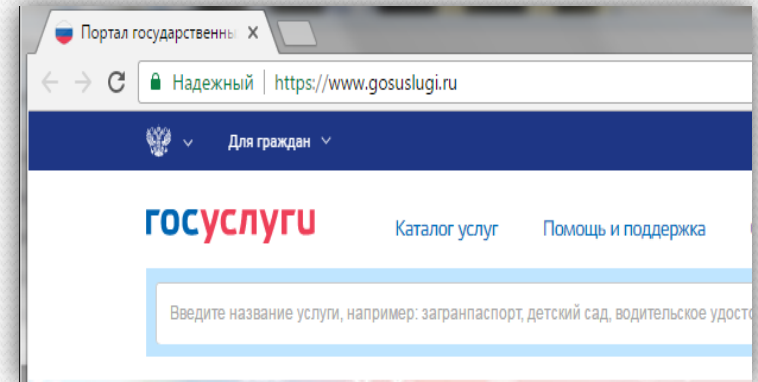 Портал государственны
Надежный | https://www.gosuslugi.ru
Для граждан
госуслуги
Каталог услуг Помощь и поддержка
Введите название услуги, например: загранпаспорт, детский сад, водительское